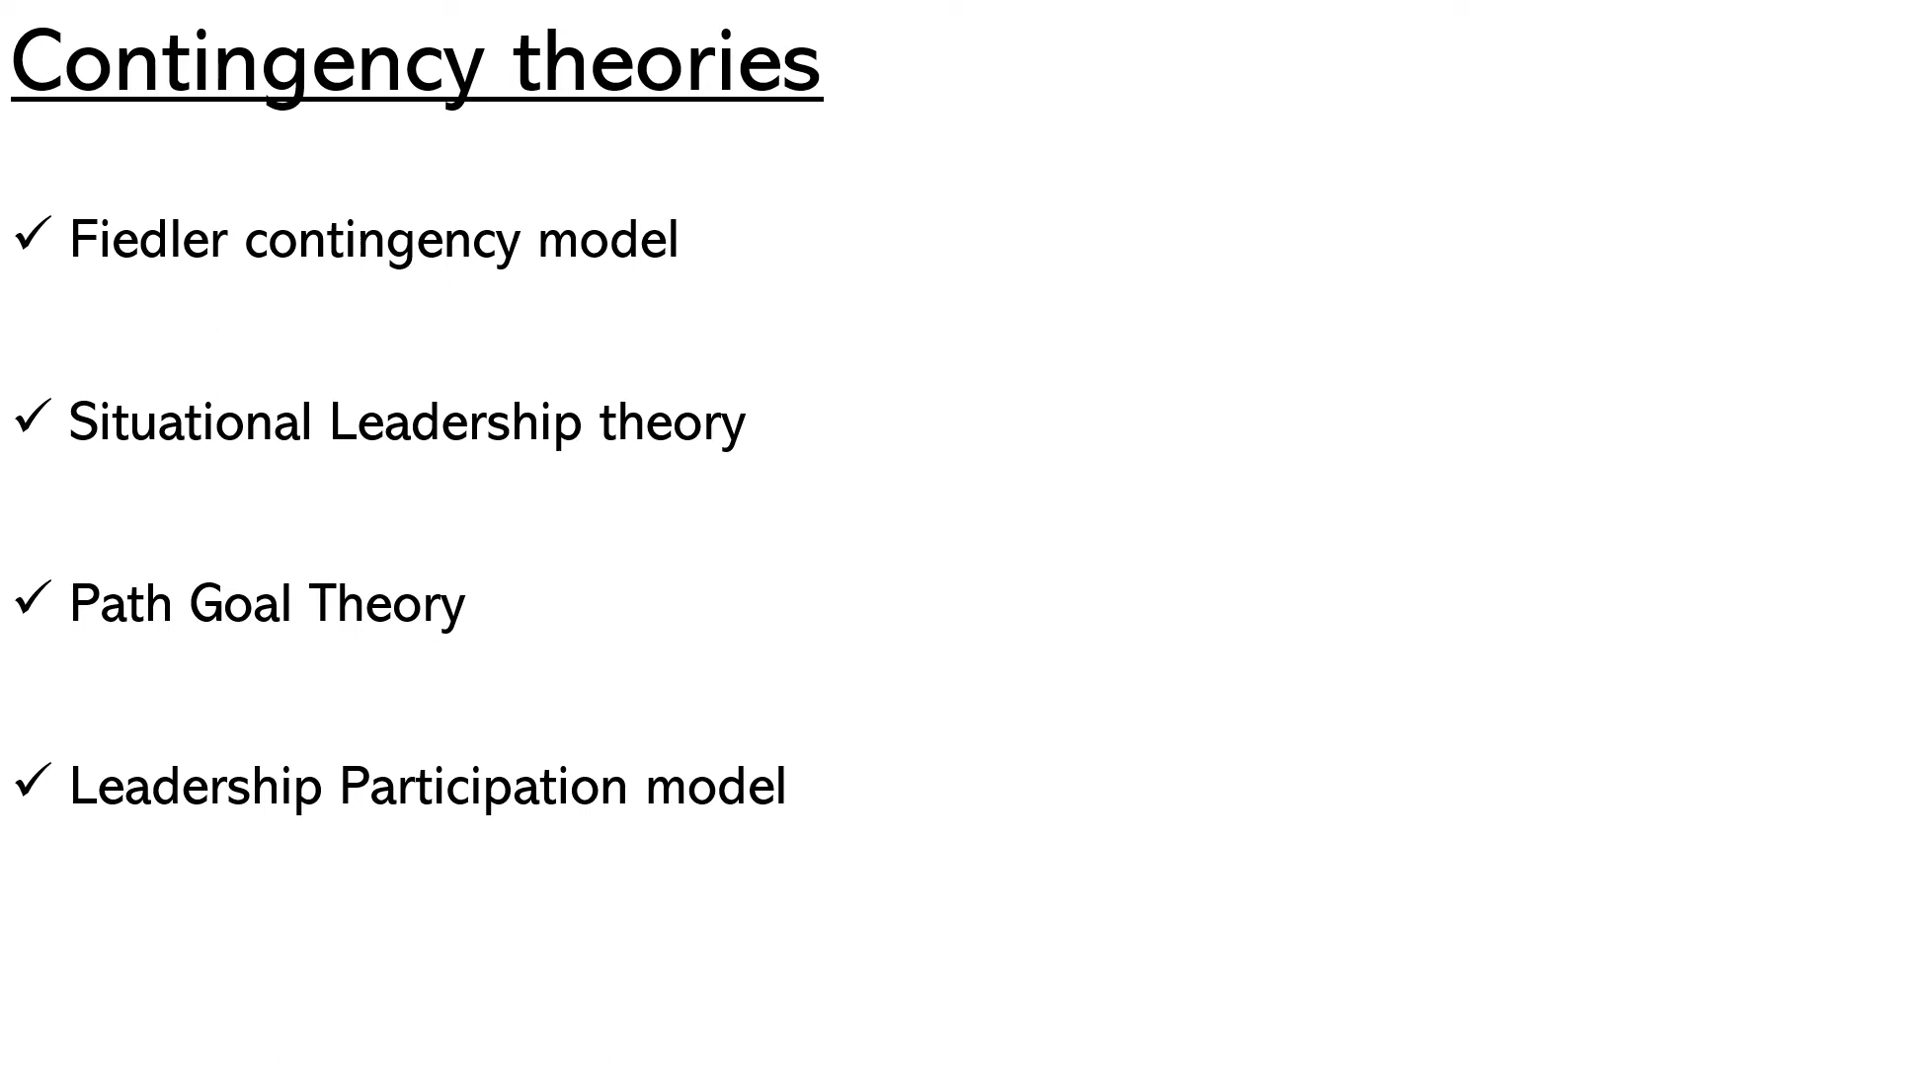 Contingency theories
✓ Fiedler contingency model
✓ Situational Leadership theory
✓ Path Goal Theory
✓ Leadership Participation model